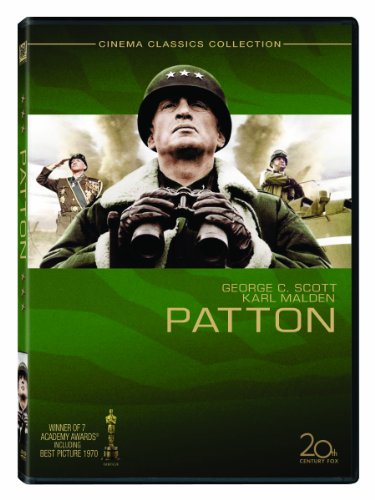 CINEMA CLASSICS COLLECTION
PATTON
GEORGE C. SCOTT
KARL MALDEN
PATTON
WINNER OF 7
ACADEMY AWARDS®
INCLUDING
BEST PICTURE 1970
20th
CENTURY FOX